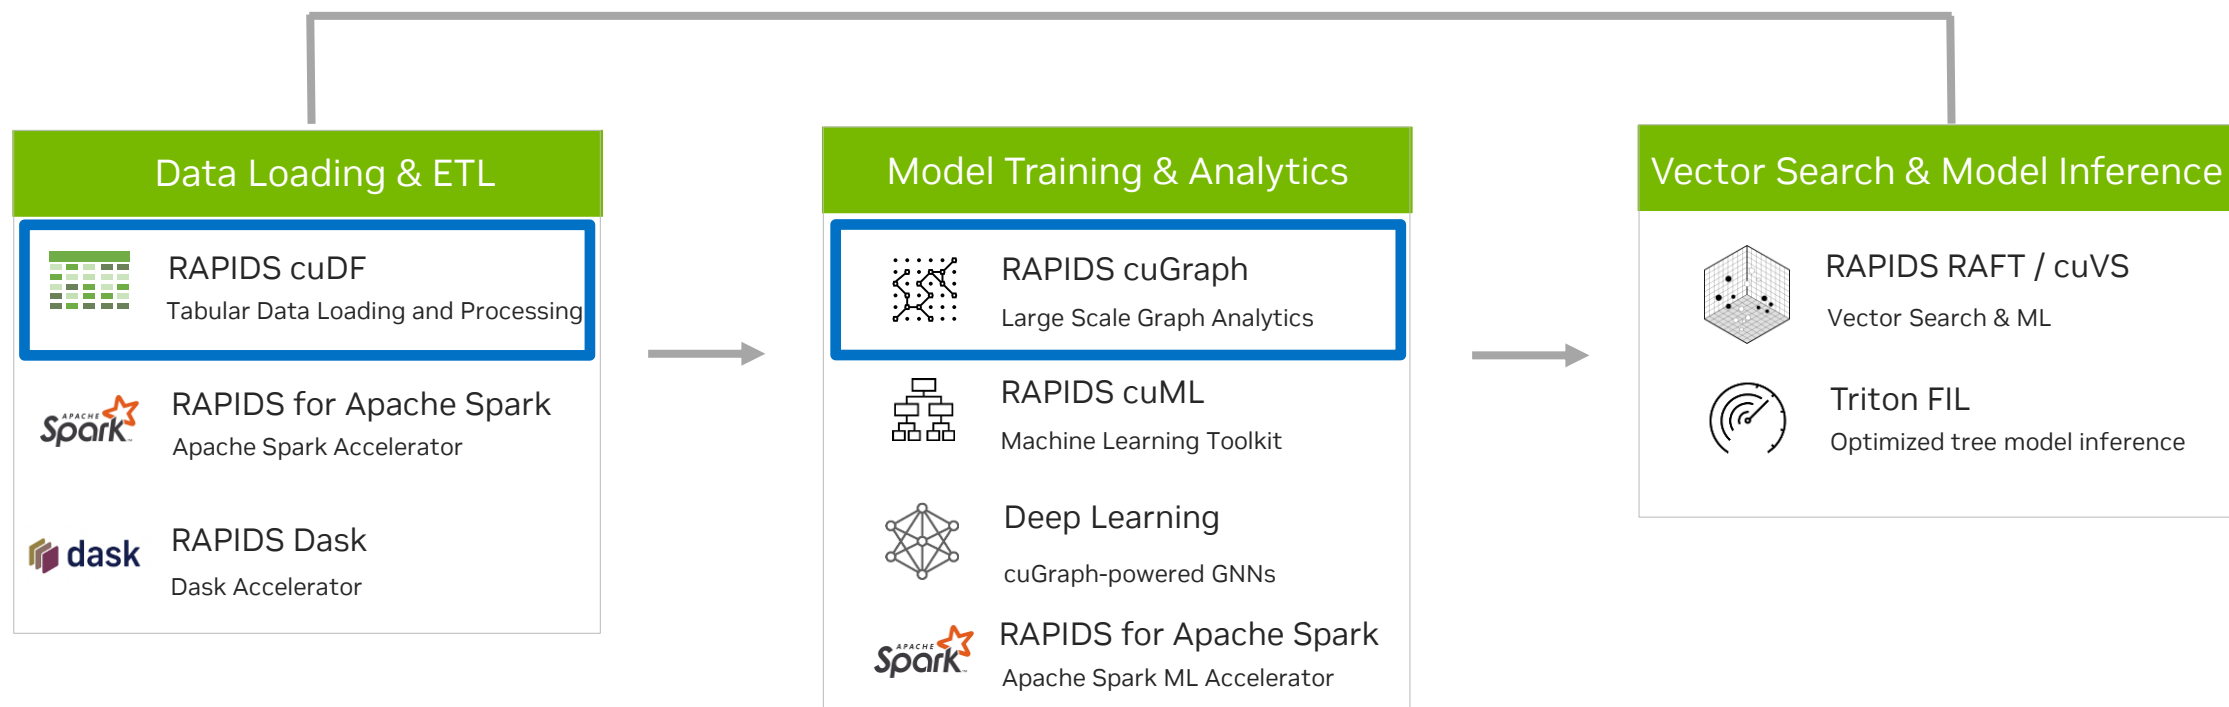 Data Loading & ETL
RAPIDS cuDF
Tabular Data Loading and Processing
APACHE
Spark
RAPIDS for Apache Spark
Apache Spark Accelerator
dask
RAPIDS Dask
Dask Accelerator
Model Training & Analytics
RAPIDS cuGraph
Large Scale Graph Analytics
RAPIDS cuML
Machine Learning Toolkit
Deep Learning
cuGraph-powered GNNs
APACHE
Spark
RAPIDS for Apache Spark
Apache Spark ML Accelerator
Vector Search & Model Inference
RAPIDS RAFT / cuVS
Vector Search & ML
Triton FIL
Optimized tree model inference